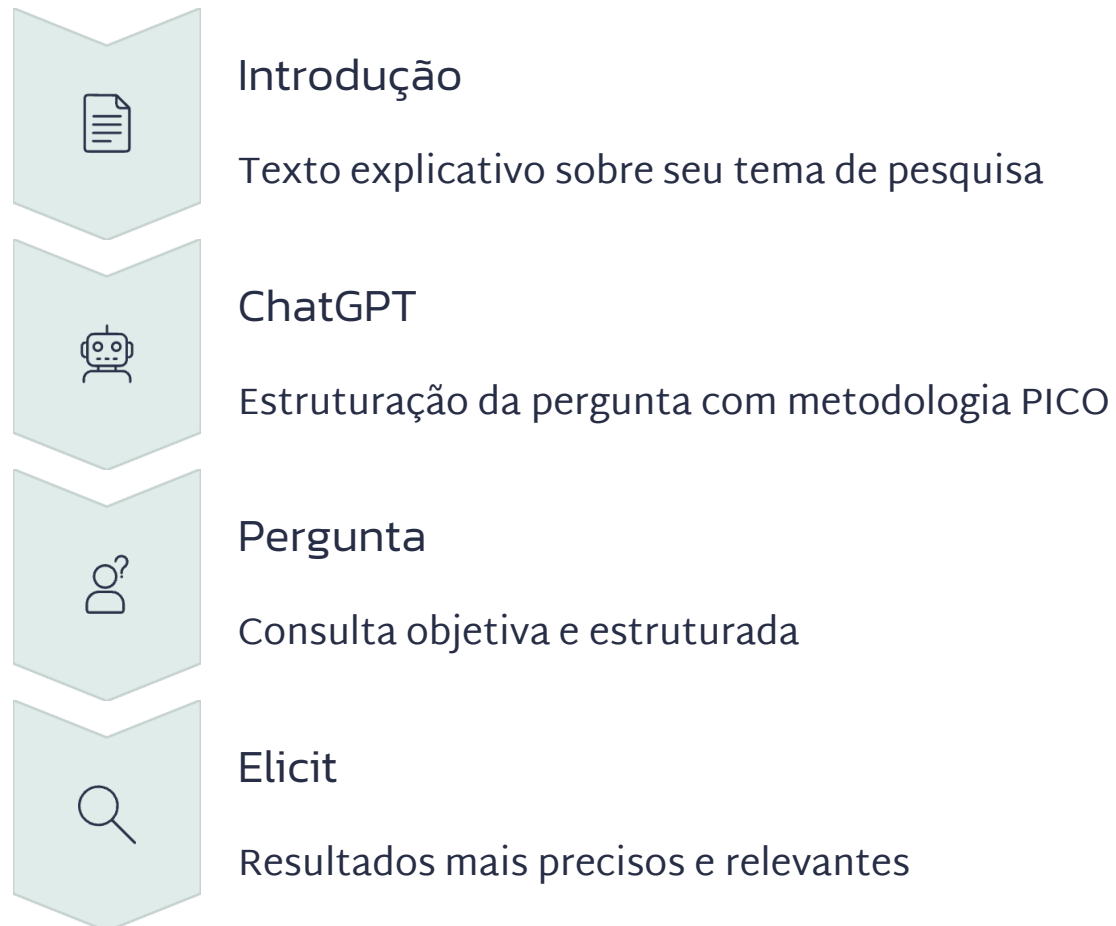 Introdução
Texto explicativo sobre seu tema de pesquisa
ChatGPT
Estruturação da pergunta com metodologia PICO
Pergunta
Consulta objetiva e estruturada
Elicit
Resultados mais precisos e relevantes